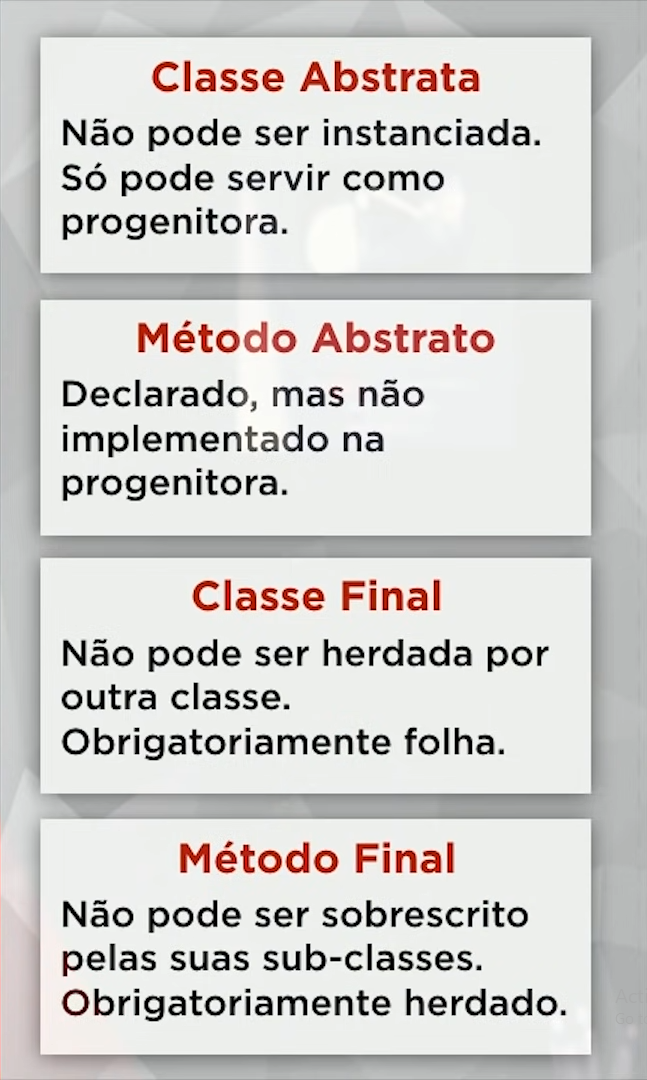 Classe Abstrata
Não pode ser instanciada.
Só pode servir como
progenitora.
Método Abstrato
Declarado, mas não
implementado na
progenitora.
Classe Final
Não pode ser herdada por
outra classe.
Obrigatoriamente folha.
Método Final
Não pode ser sobrescrito
pelas suas sub-classes.
Obrigatoriamente herdado.